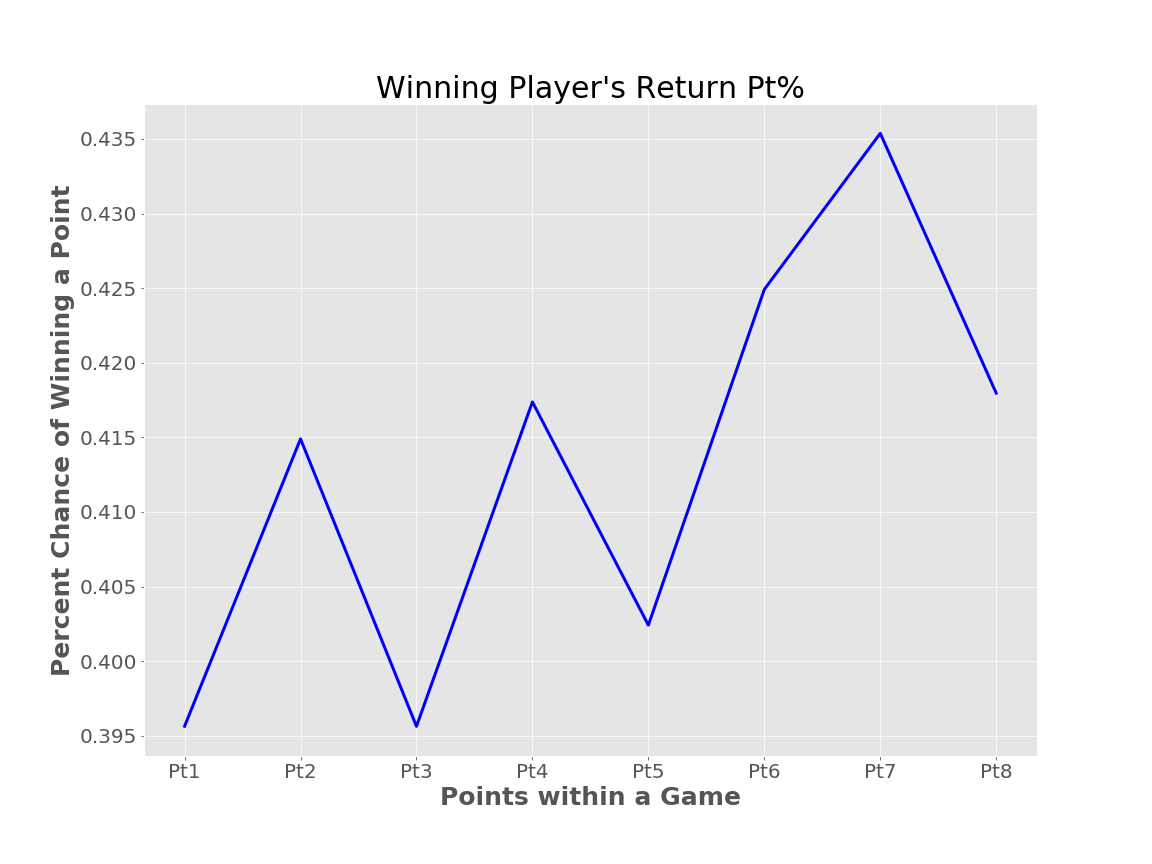 Winning Player's Return Pt%
Percent Chance of Winning a Point
0.435
0.430
0.425
0.420
0.415
0.410
0.405
0.400
0.395
Pt1 Pt2 Pt3 Pt4 Pt5 Pt6 Pt7 Pt8
Points within a Game